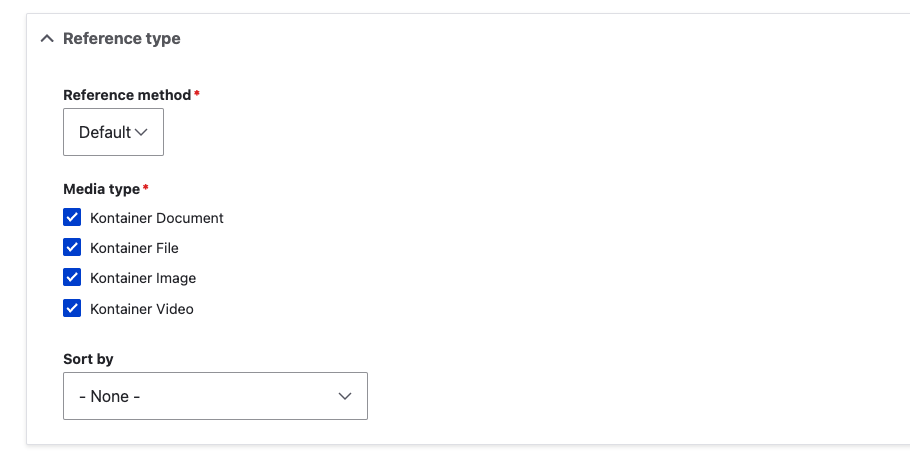 Reference type
Reference method*
Default
Media type*
Kontainer Document
Kontainer File
Kontainer Image
Kontainer Video
Sort by
- None -